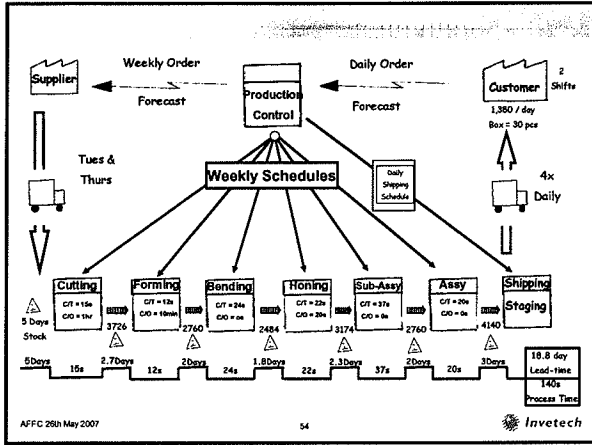 Weekly Order
Forecast
Daily Order
Forecast
Supplier
Production
Control
Customer
2
Shifts
1,380 / day
Box = 30 pcs
Tues &
Thurs
Weekly Schedules
Daily
Shipping
Schedule
4x
Daily
Cutting
C/T = 15s
C/O = 1hr
Forming
C/T = 12s
C/O = 10min
Bending
C/T = 24s
C/O = 0s
Honing
C/T = 22s
C/O = 20s
Sub-Assy
C/T = 37s
C/O = 0s
Assy
C/T = 20s
C/O = 0s
Shipping
Staging
5 Days
Stock
3726
2760
2484
3174
2760
4140
5Days
15s
2.7Days
12s
2Days
24s
1.8Days
22s
2.3Days
37s
2Days
20s
3Days
18.8 day
Lead-time
140s
Process Time
AFFC 26th May 2007
54
Invetech